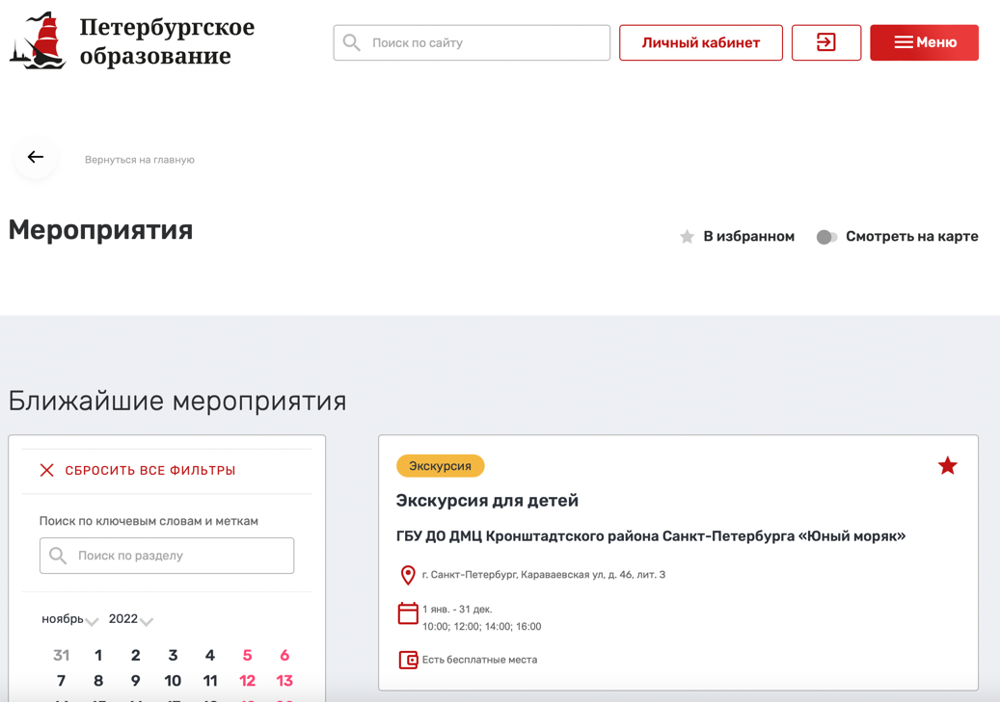 Петербургское
образование
Поиск по сайту
Личный кабинет
Меню
Вернуться на главную
Мероприятия
В избранном
Смотреть на карте
Ближайшие мероприятия
СБРОСИТЬ ВСЕ ФИЛЬТРЫ
Поиск по ключевым словам и меткам
Поиск по разделу
ноябрь 2022
31 1 2 3 4 5 6
7 8 9 10 11 12 13
Экскурсия
Экскурсия для детей
ГБУ ДО ДМЦ Кронштадтского района Санкт-Петербурга «Юный моряк»
г. Санкт-Петербург, Караваевская ул, д. 46, лит. З
1 янв. - 31 дек.
10:00; 12:00; 14:00; 16:00
Есть бесплатные места